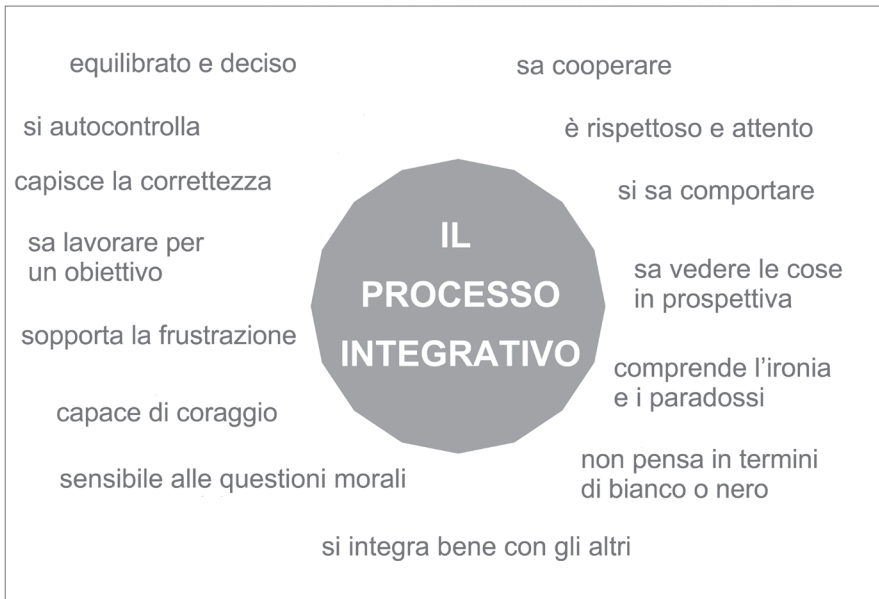 equilibrato e deciso
sa cooperare
si autocontrolla
è rispettoso e attento
capisce la correttezza
si sa comportare
sa lavorare per
un obiettivo
sa vedere le cose
in prospettiva
IL
PROCESSO
INTEGRATIVO
sopporta la frustrazione
comprende l’ironia
e i paradossi
capace di coraggio
non pensa in termini
di bianco o nero
sensibile alle questioni morali
si integra bene con gli altri